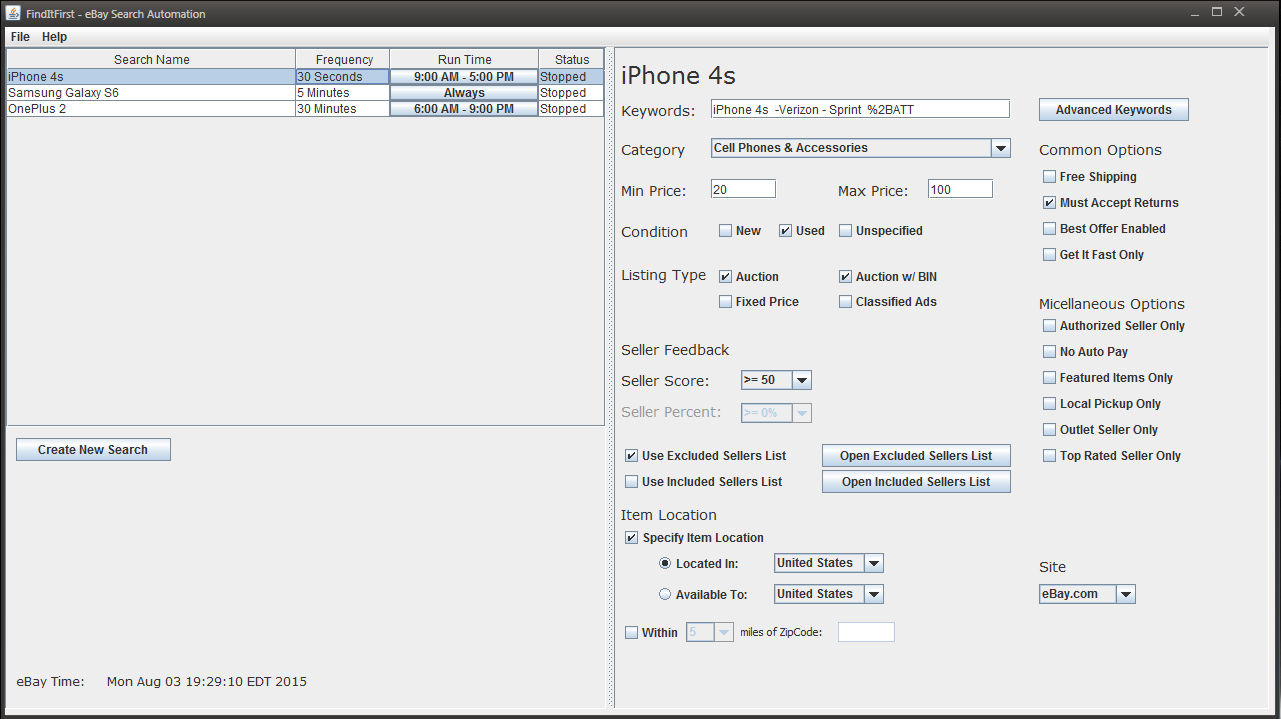 FindItFirst - eBay Search Automation
File Help
Search Name Frequency Run Time Status
iPhone 4s 30 Seconds 9:00 AM - 5:00 PM Stopped
Samsung Galaxy S6 5 Minutes Always Stopped
OnePlus 2 30 Minutes 6:00 AM - 9:00 PM Stopped
Create New Search
eBay Time: Mon Aug 03 19:29:10 EDT 2015
iPhone 4s
Keywords: iPhone 4s -Verizon - Sprint %2BATT
Category Cell Phones & Accessories
Min Price: 20 Max Price: 100
Condition New Used Unspecified
Listing Type Auction Auction w/ BIN
Fixed Price Classified Ads
Seller Feedback
Seller Score: >= 50
Seller Percent: >= 0%
Use Excluded Sellers List Open Excluded Sellers List
Use Included Sellers List Open Included Sellers List
Item Location
Specify Item Location
Located In: United States
Available To: United States
Within 5 miles of ZipCode:
Advanced Keywords
Common Options
Free Shipping
Must Accept Returns
Best Offer Enabled
Get It Fast Only
Micellaneous Options
Authorized Seller Only
No Auto Pay
Featured Items Only
Local Pickup Only
Outlet Seller Only
Top Rated Seller Only
Site
eBay.com